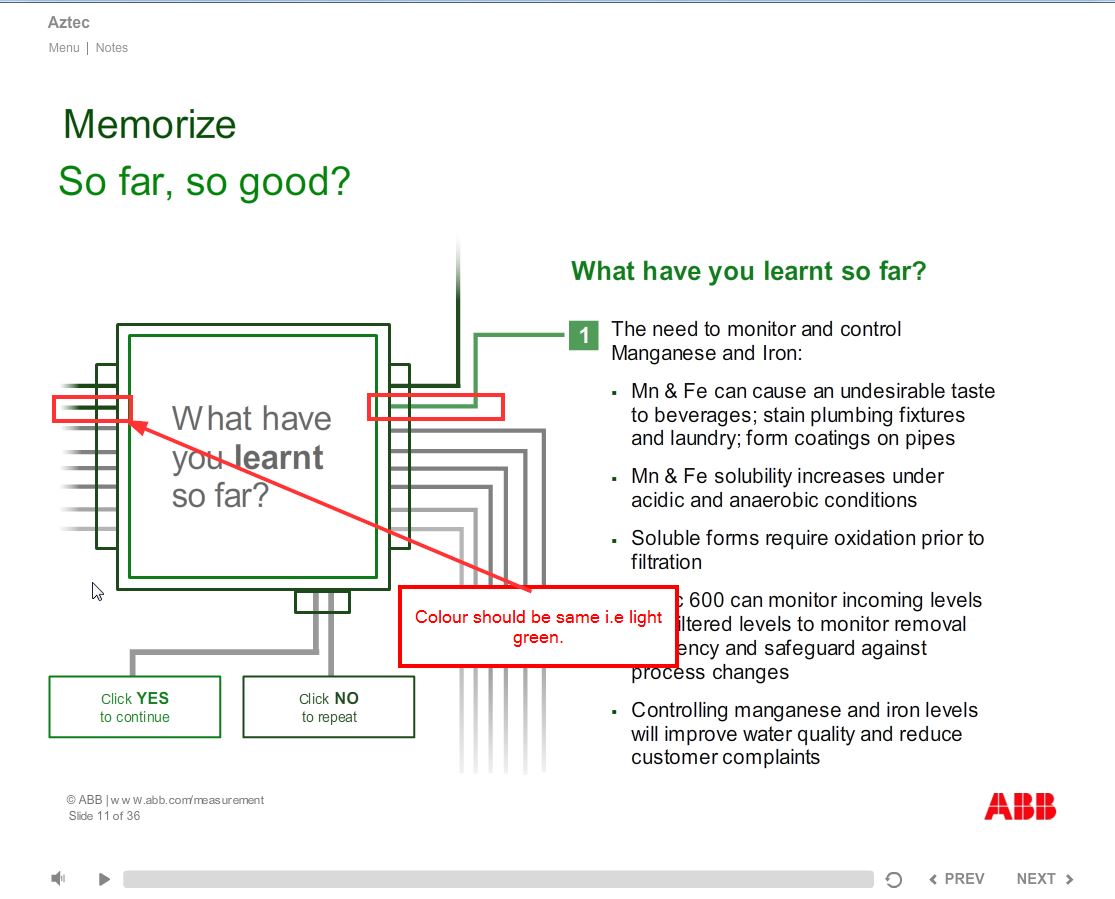 Aztec
Menu | Notes
Memorize
So far, so good?
What have you learnt so far?
1 The need to monitor and control
Manganese and Iron:
▪ Mn & Fe can cause an undesirable taste
to beverages; stain plumbing fixtures
and laundry; form coatings on pipes
▪ Mn & Fe solubility increases under
acidic and anaerobic conditions
▪ Soluble forms require oxidation prior to
filtration
600 can monitor incoming levels
levels to monitor removal
and safeguard against
process changes
▪ Controlling manganese and iron levels
will improve water quality and reduce
customer complaints
What have
you learnt
so far?
Colour should be same i.e light
green.
Click YES
to continue
Click NO
to repeat
© ABB | www.abb.com/measurement
Slide 11 of 36
ABB
PREV
NEXT